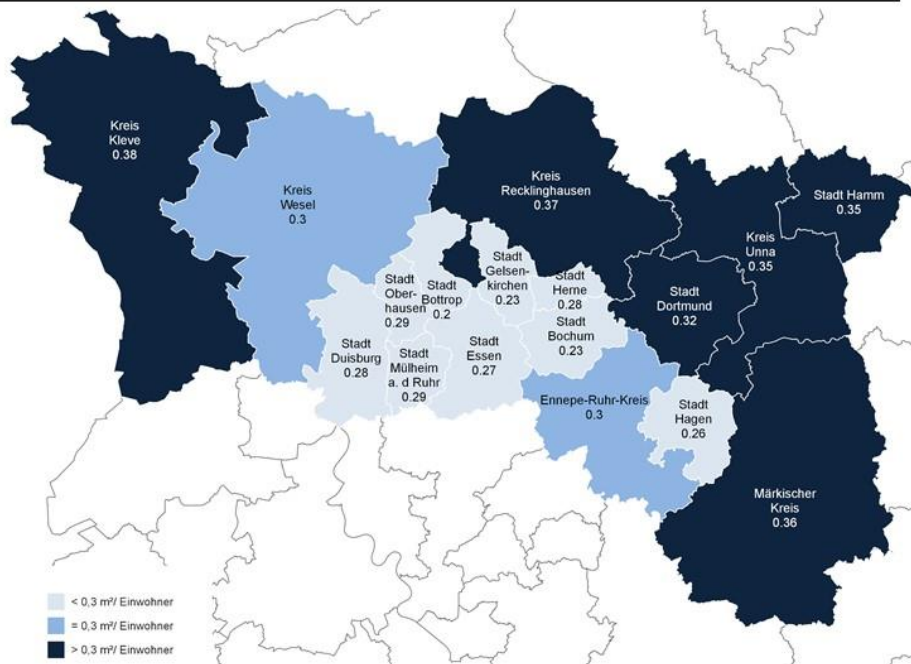 Kreis
Kleve
0.38
Kreis
Wesel
0.3
Kreis
Recklinghausen
0.37
Stadt Hamm
0.35
Kreis
Unna
0.35
Stadt
Dortmund
0.32
Stadt
Gelsen-
kirchen
0.23
Stadt
Herne
0.28
Stadt
Ober-
hausen
0.29
Stadt
Bottrop
0.2
Stadt
Bochum
0.23
Stadt
Duisburg
0.28
Stadt
Mülheim
a. d Ruhr
0.29
Stadt
Essen
0.27
Ennepe-Ruhr-Kreis
0.3
Stadt
Hagen
0.26
Märkischer
Kreis
0.36
< 0,3 m²/ Einwohner
= 0,3 m²/ Einwohner
> 0,3 m²/ Einwohner